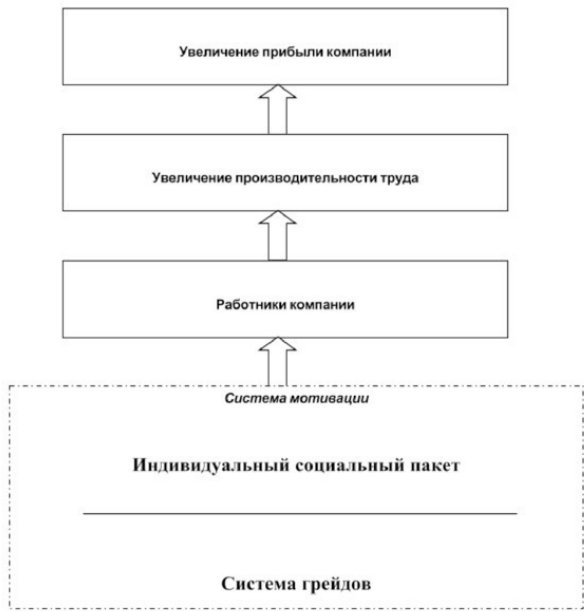 Увеличение прибыли компании
Увеличение производительности труда
Работники компании
Система мотивации
Индивидуальный социальный пакет
Система грейдов